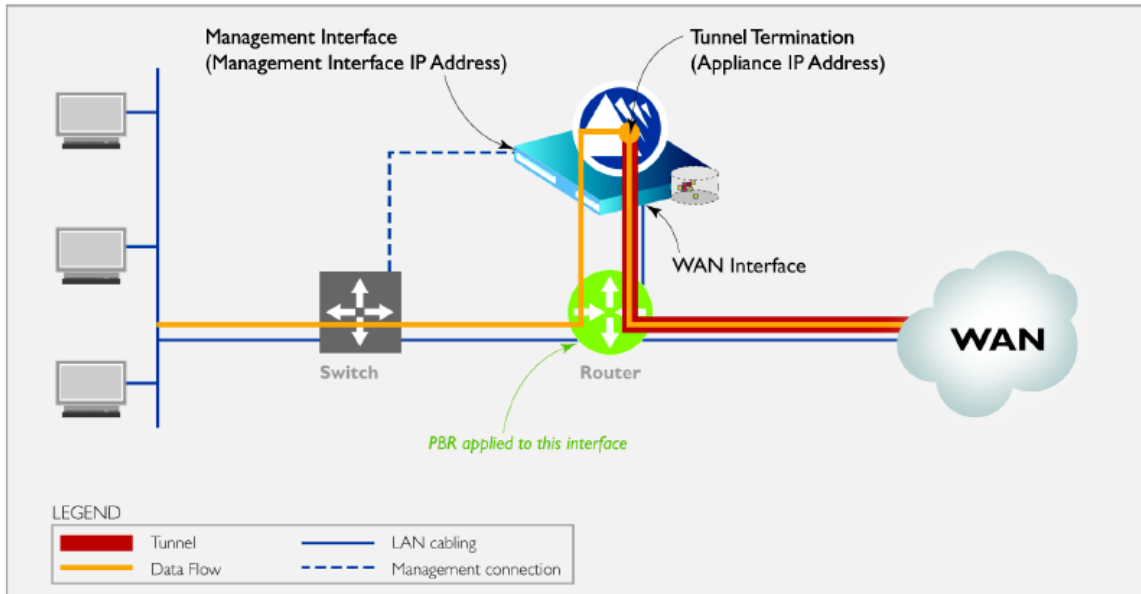 Management Interface
(Management Interface IP Address)
Tunnel Termination
(Appliance IP Address)
WAN Interface
WAN
Switch
Router
PBR applied to this interface
LEGEND
Tunnel
LAN cabling
Data Flow
Management connection